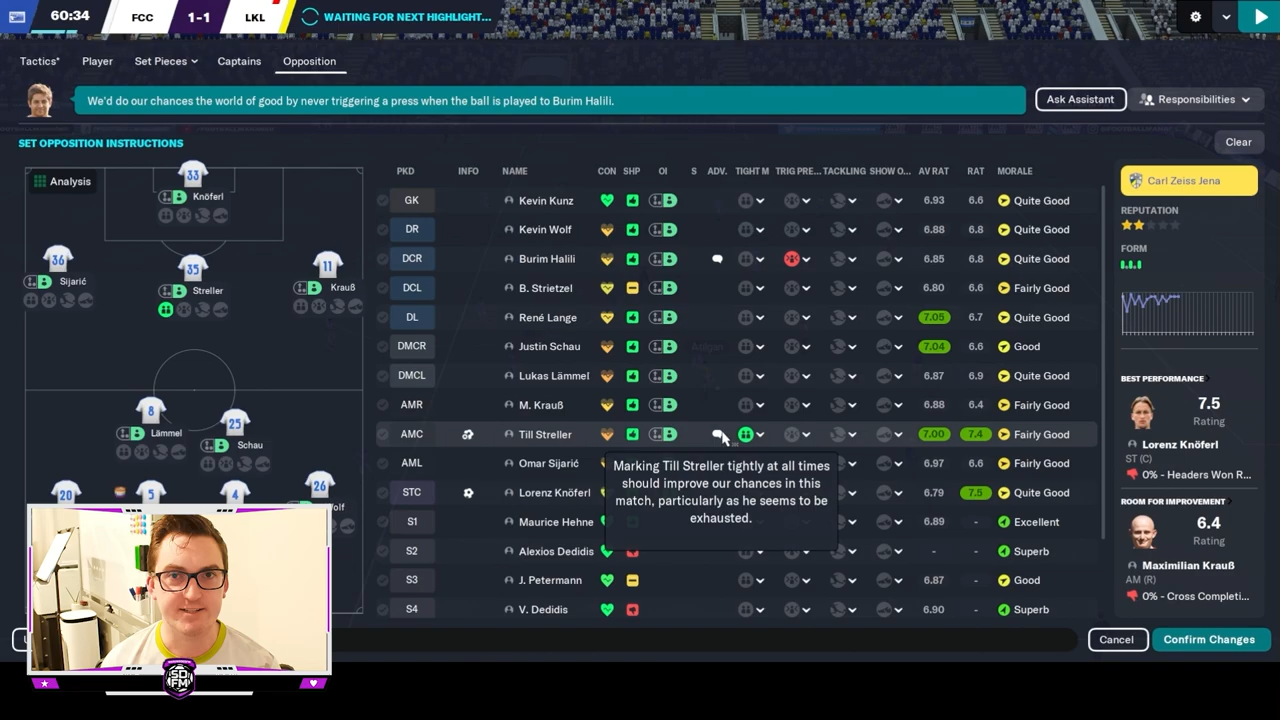 60:34
FCC
1-1
LKL
WAITING FOR NEXT HIGHLIGHT...
Tactics*
Player
Set Pieces
Captains
Opposition
We'd do our chances the world of good by never triggering a press when the ball is played to Burim Halili.
Ask Assistant
Responsibilities
SET OPPOSITION INSTRUCTIONS
Clear
Analysis
33
Knöferl
36
Sijarić
35
Streller
11
Krauß
8
Lämmel
25
Schau
20
5
4
26
PKD INFO NAME CON SHP OI S ADV. TIGHT M TRIG PRE... TACKLING SHOW O... AV RAT RAT MORALE
GK Kevin Kunz 6.93 6.6 Quite Good
DR Kevin Wolf 6.88 6.8 Quite Good
DCR Burim Halili 6.85 6.8 Quite Good
DCL B. Strietzel 6.80 6.6 Fairly Good
DL René Lange 7.05 6.7 Quite Good
DMCR Justin Schau 7.04 6.6 Good
DMCL Lukas Lämmel 6.87 6.9 Quite Good
AMR M. Krauß 6.88 6.4 Fairly Good
AMC Till Streller 7.00 7.4 Fairly Good
AML Omar Sijarić 6.97 6.6 Fairly Good
STC Lorenz Knöferl 6.79 7.5 Quite Good
S1 Maurice Hehne 6.89 - Excellent
S2 Alexios Dedidis - - Superb
S3 J. Petermann 6.87 - Good
S4 V. Dedidis 6.90 - Superb
Marking Till Streller tightly at all times
should improve our chances in this
match, particularly as he seems to be
exhausted.
Carl Zeiss Jena
REPUTATION
FORM
BEST PERFORMANCE
7.5
Rating
Lorenz Knöferl
ST (C)
0% - Headers Won R...
ROOM FOR IMPROVEMENT
6.4
Rating
Maximilian Krauß
AM (R)
0% - Cross Completi...
Cancel
Confirm Changes
SD
FM